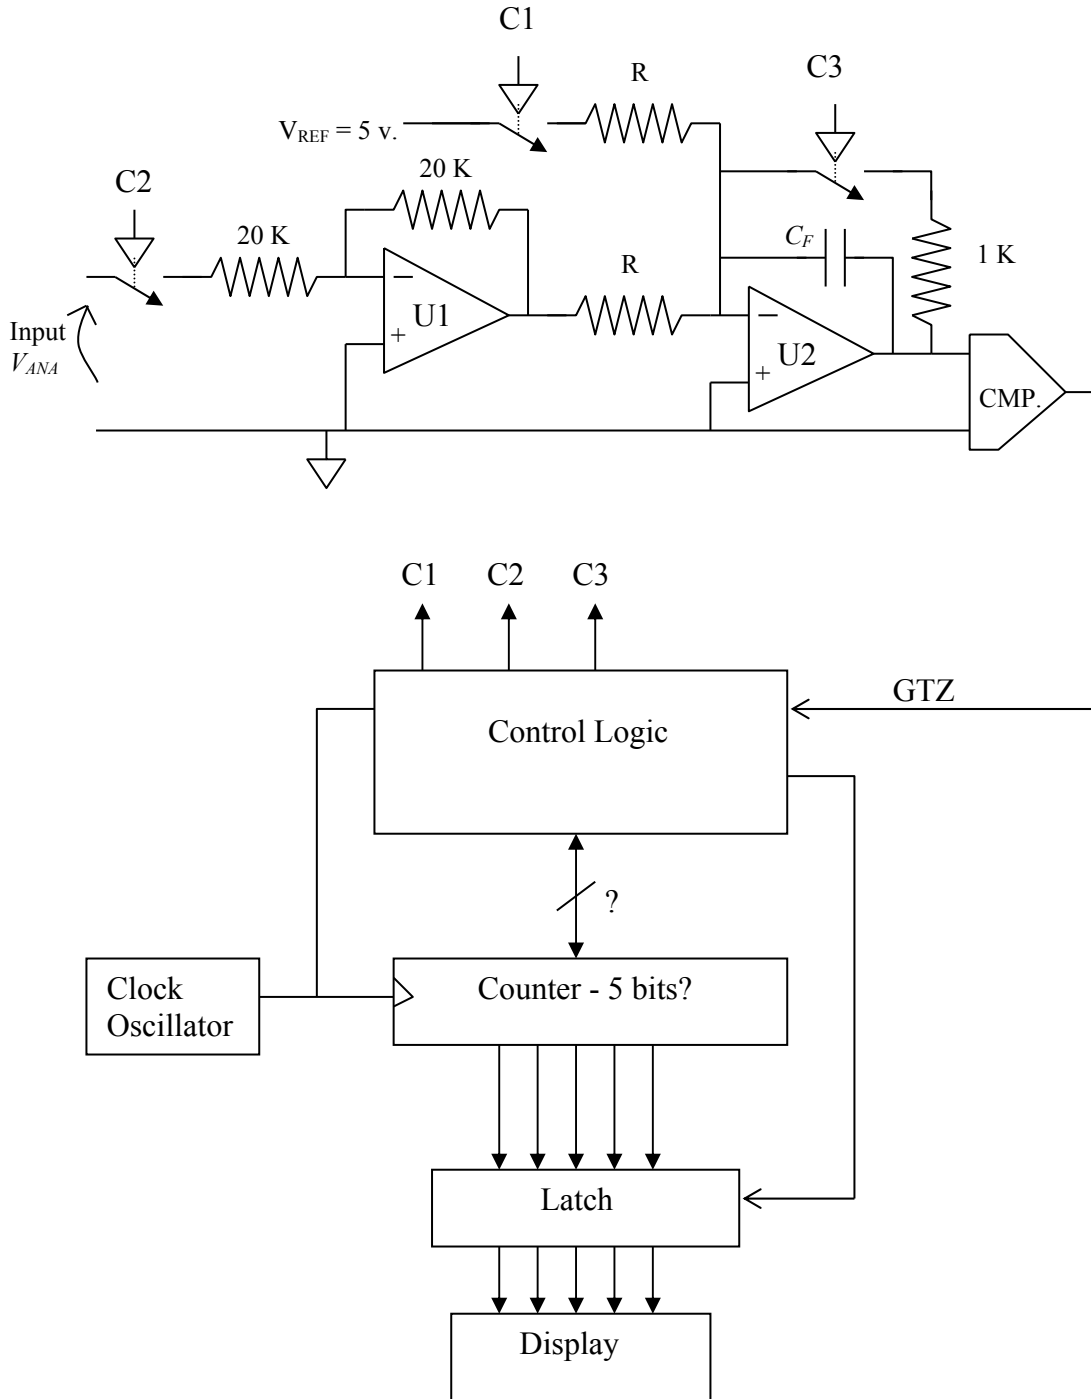 C1
C3
R
V_REF = 5 v.
C2
20 K
20 K
C_F
R
1 K
−
U1
+
−
U2
+
Input
V_ANA
CMP.
C1 C2 C3
GTZ
Control Logic
?
Clock
Oscillator
Counter - 5 bits?
Latch
Display